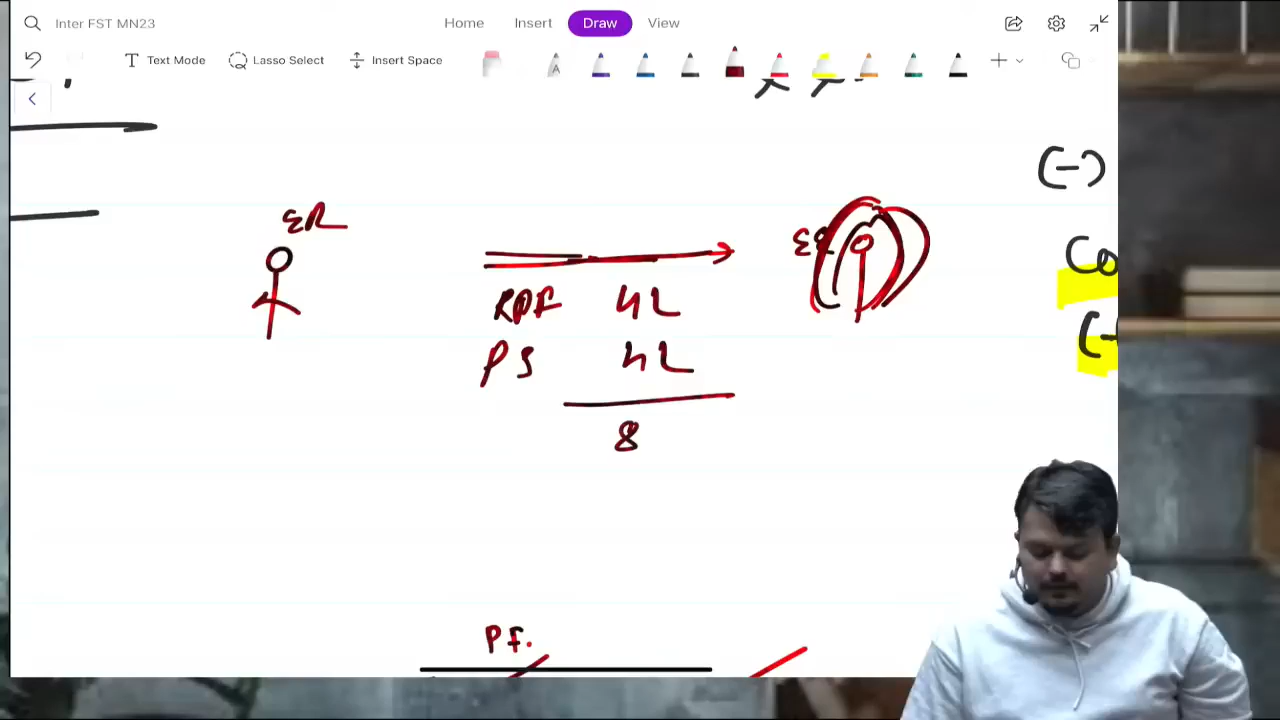 Inter FST MN23
Home Insert Draw View
Text Mode Lasso Select Insert Space
(-)
ER
RPF 4L
PS 4L
8
Co
PF.